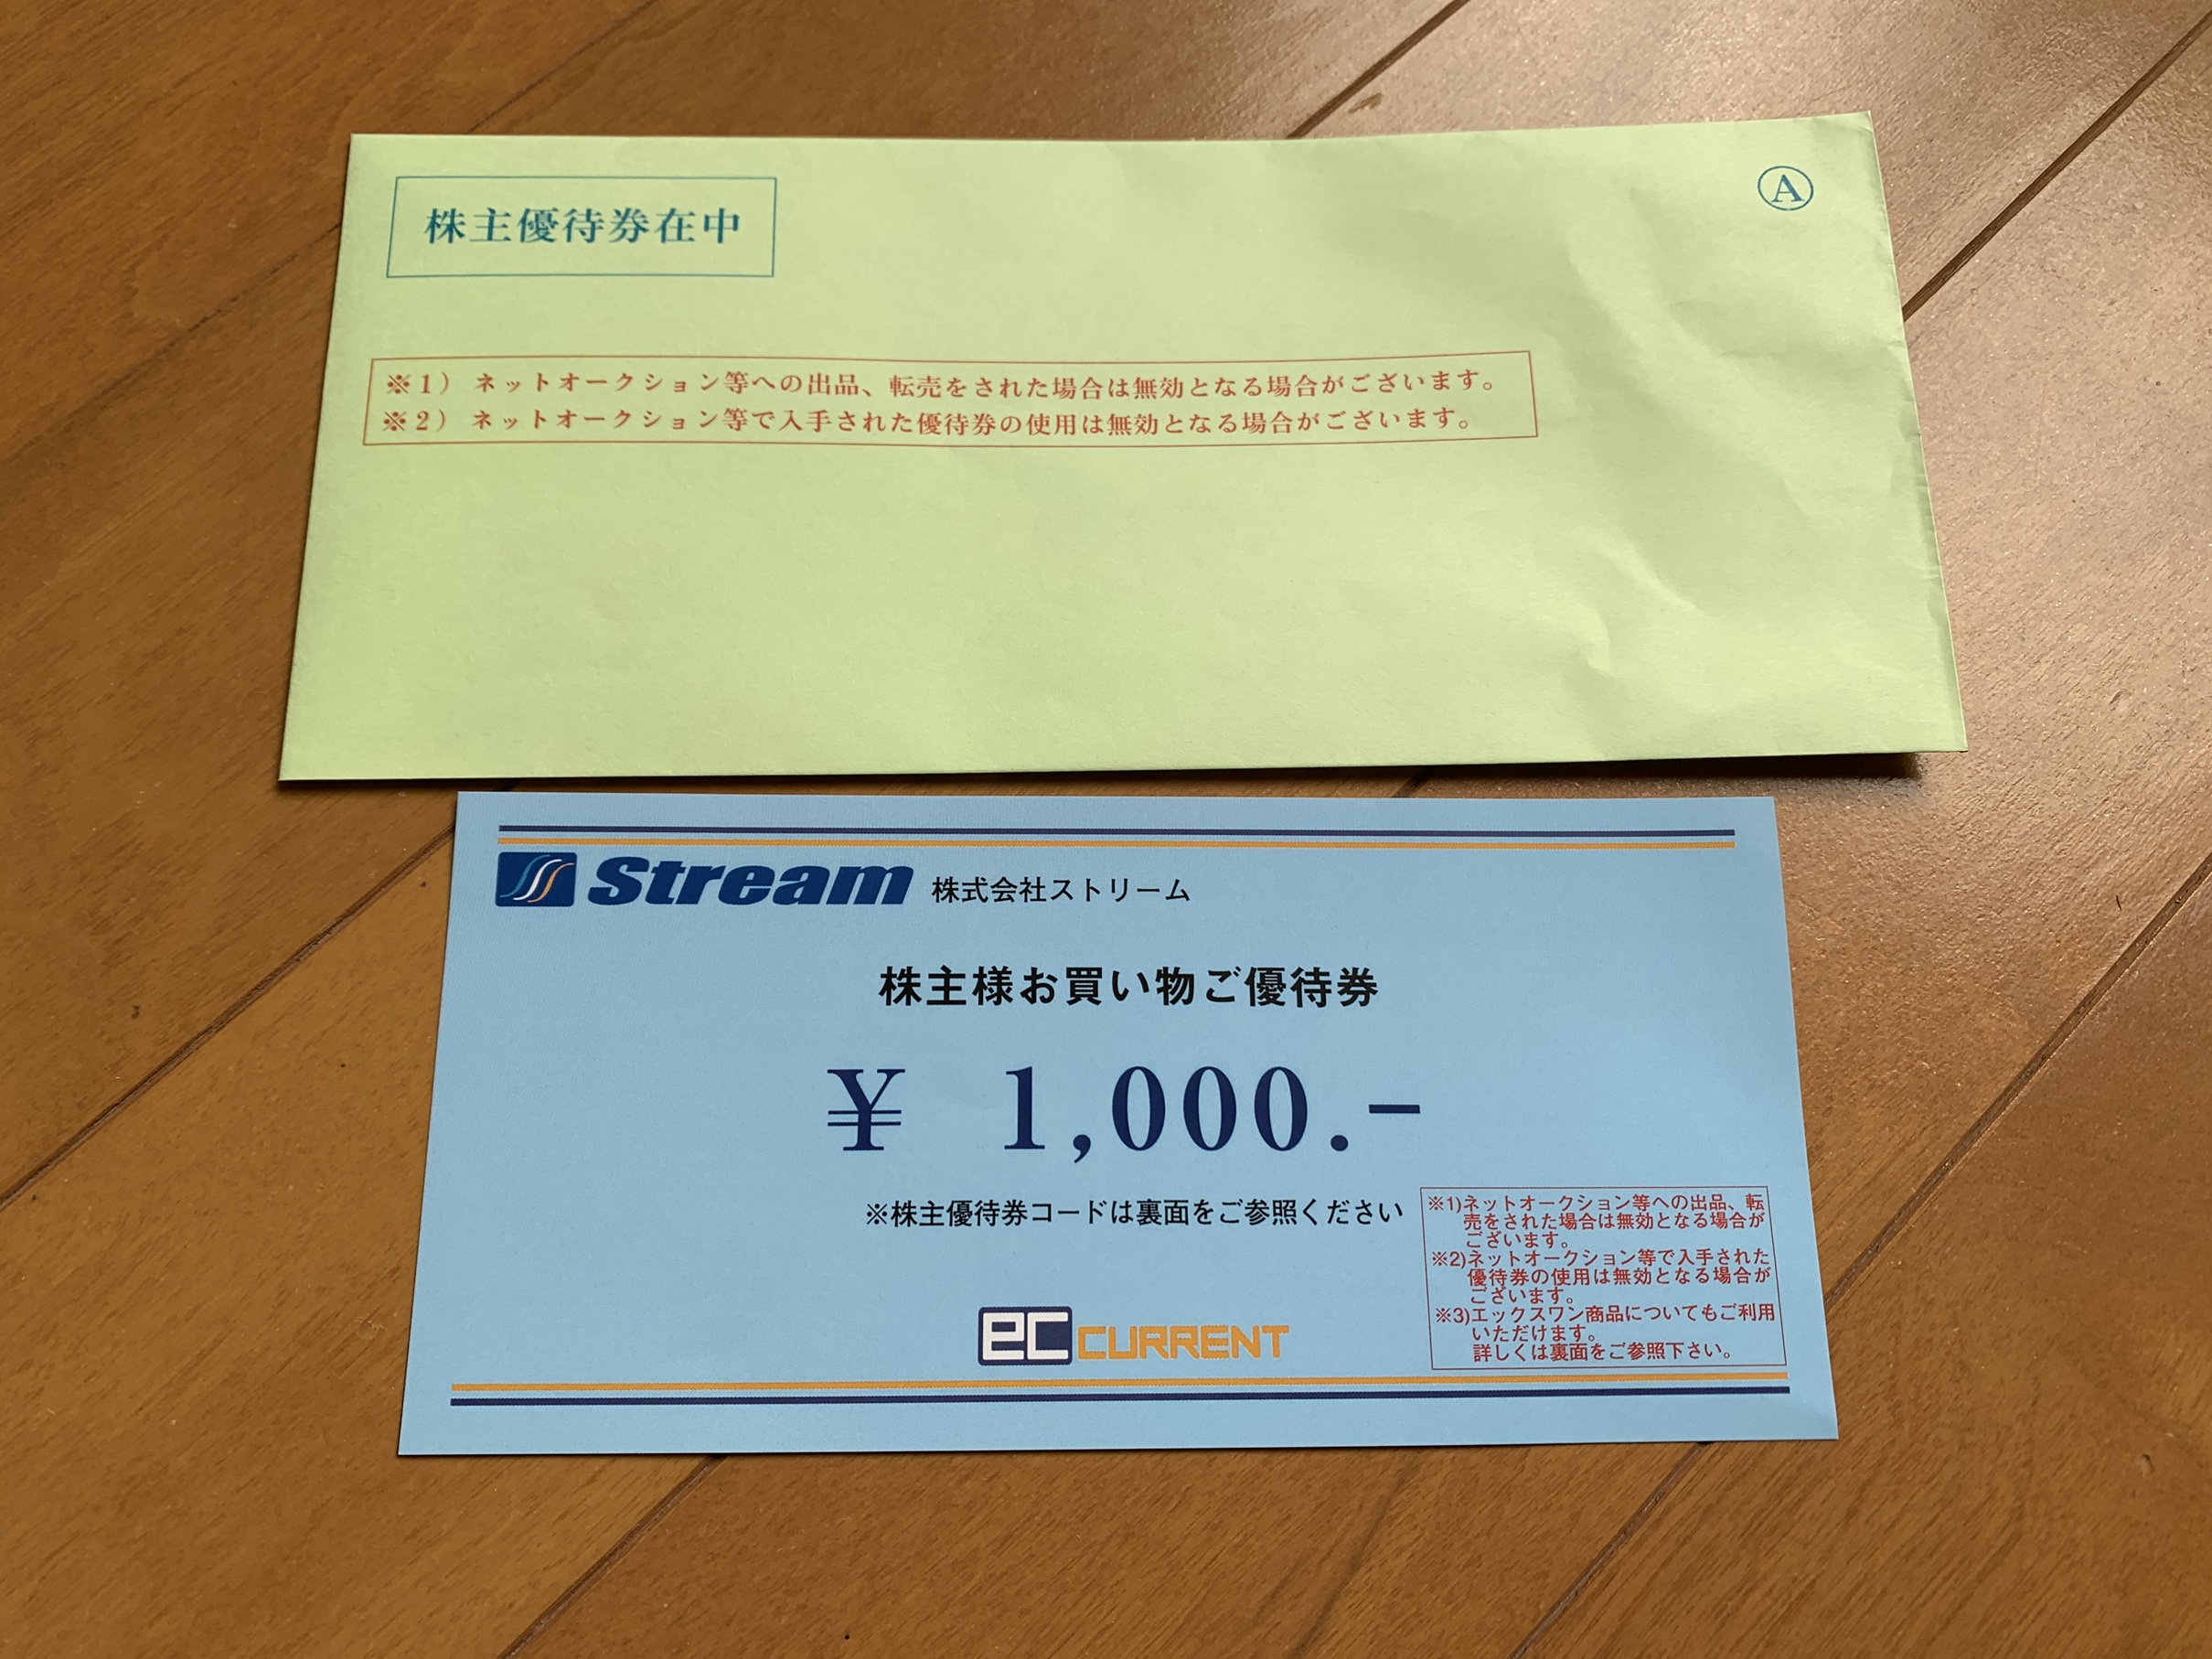 株主優待券在中
Ⓐ
※1） ネットオークション等への出品、転売をされた場合は無効となる場合がございます。
※2） ネットオークション等で入手された優待券の使用は無効となる場合がございます。
Stream 株式会社ストリーム
株主様お買い物ご優待券
¥ 1,000.-
※株主優待券コードは裏面をご参照ください
※1)ネットオークション等への出品、転
売をされた場合は無効となる場合が
ございます。
※2)ネットオークション等で入手された
優待券の使用は無効となる場合が
ございます。
※3)エックスワン商品についてもご利用
いただけます。
詳しくは裏面をご参照下さい。
eC CURRENT